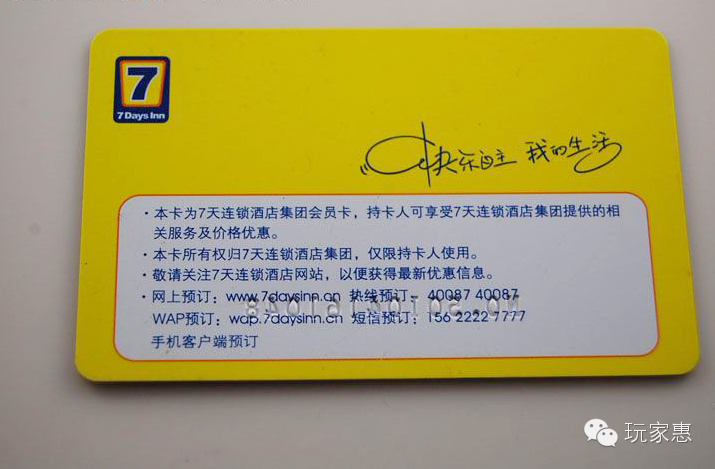 7
7 Days Inn
快乐自主 我的生活
·本卡为7天连锁酒店集团会员卡,持卡人可享受7天连锁酒店集团提供的相
关服务及价格优惠。
·本卡所有权归7天连锁酒店集团,仅限持卡人使用。
·敬请关注7天连锁酒店网站,以便获得最新优惠信息。
·网上预订:www.7daysinn.cn 热线预订:40087 40087
WAP预订:wap.7daysinn.cn 短信预订:156 2222 7777
手机客户端预订
玩家惠